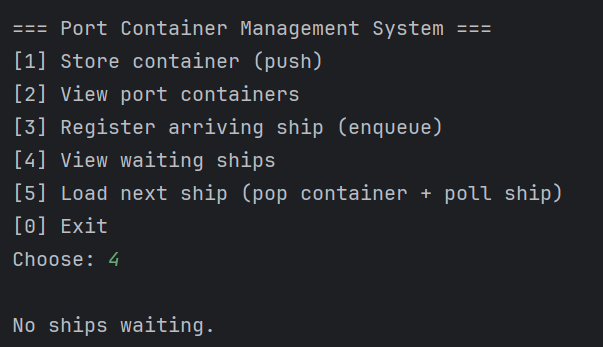 === Port Container Management System ===
[1] Store container (push)
[2] View port containers
[3] Register arriving ship (enqueue)
[4] View waiting ships
[5] Load next ship (pop container + poll ship)
[0] Exit
Choose: 4
No ships waiting.